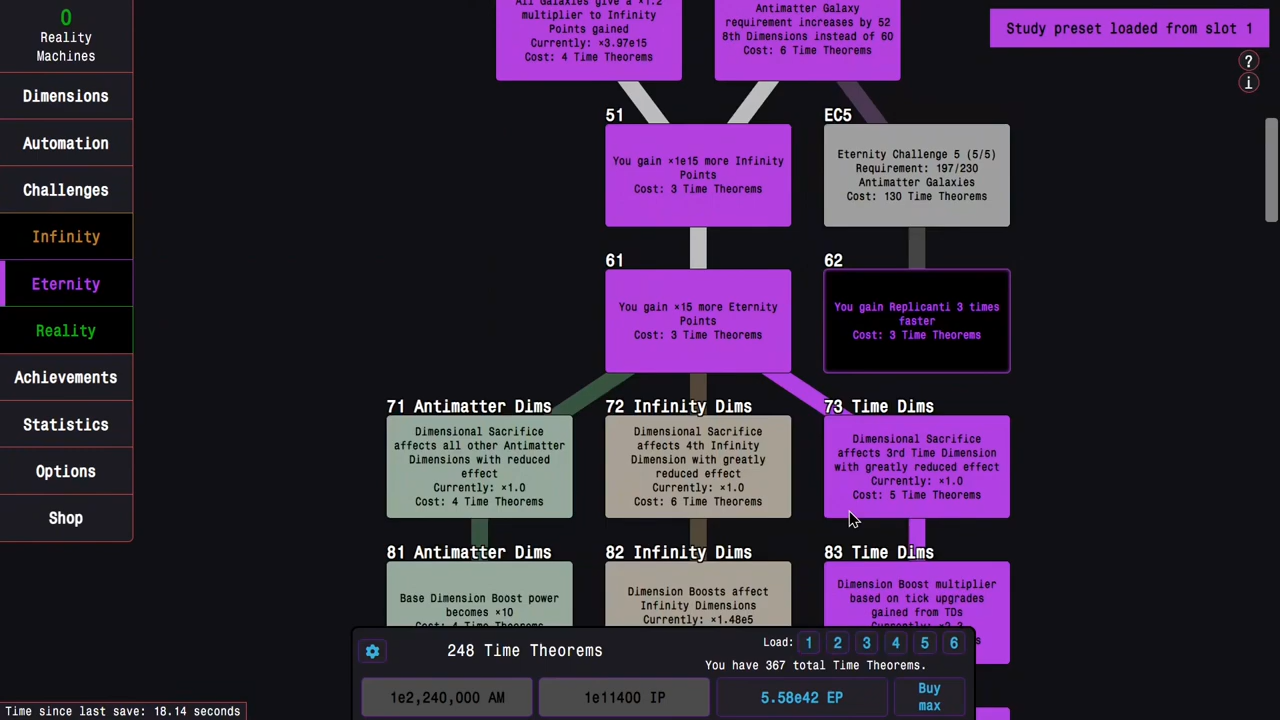 0
Reality
Machines
Dimensions
Automation
Challenges
Infinity
Eternity
Reality
Achievements
Statistics
Options
Shop
Time since last save: 18.14 seconds
All Galaxies give a ×1.2
multiplier to Infinity
Points gained
Currently: ×3.97e15
Cost: 4 Time Theorems
Antimatter Galaxy
requirement increases by 52
8th Dimensions instead of 60
Cost: 6 Time Theorems
Study preset loaded from slot 1
?
i
51
You gain ×1e15 more Infinity
Points
Cost: 3 Time Theorems
EC5
Eternity Challenge 5 (5/5)
Requirement: 197/230
Antimatter Galaxies
Cost: 130 Time Theorems
61
You gain ×15 more Eternity
Points
Cost: 3 Time Theorems
62
You gain Replicanti 3 times
faster
Cost: 3 Time Theorems
71 Antimatter Dims
Dimensional Sacrifice
affects all other Antimatter
Dimensions with reduced
effect
Currently: ×1.0
Cost: 4 Time Theorems
72 Infinity Dims
Dimensional Sacrifice
affects 4th Infinity
Dimension with greatly
reduced effect
Currently: ×1.0
Cost: 6 Time Theorems
73 Time Dims
Dimensional Sacrifice
affects 3rd Time Dimension
with greatly reduced effect
Currently: ×1.0
Cost: 5 Time Theorems
81 Antimatter Dims
Base Dimension Boost power
becomes ×10
82 Infinity Dims
Dimension Boosts affect
Infinity Dimensions
Currently: ×1.48e5
83 Time Dims
Dimension Boost multiplier
based on tick upgrades
gained from TDs
248 Time Theorems
Load: 1 2 3 4 5 6
You have 367 total Time Theorems.
1e2,240,000 AM
1e11400 IP
5.58e42 EP
Buy
max